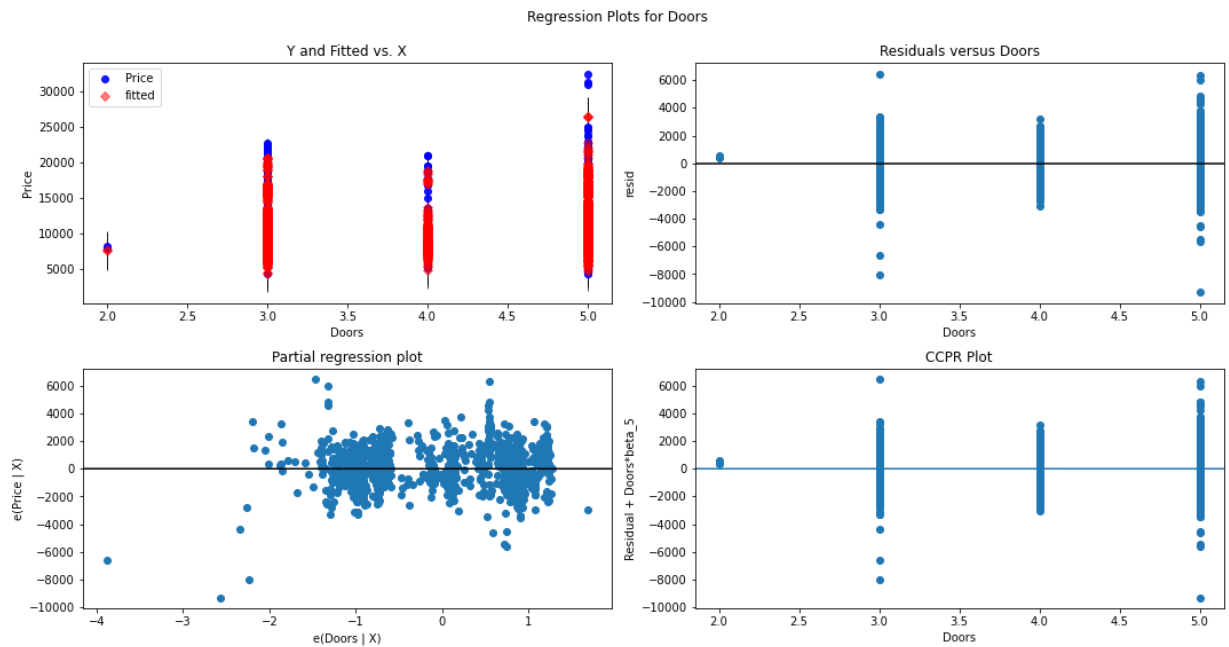 Regression Plots for Doors
Y and Fitted vs. X
Price
fitted
30000
25000
20000
15000
10000
5000
Price
2.0 2.5 3.0 3.5 4.0 4.5 5.0
Doors
Residuals versus Doors
6000
4000
2000
0
−2000
−4000
−6000
−8000
−10000
resid
2.0 2.5 3.0 3.5 4.0 4.5 5.0
Doors
Partial regression plot
6000
4000
2000
0
−2000
−4000
−6000
−8000
−10000
e(Price | X)
−4 −3 −2 −1 0 1
e(Doors | X)
CCPR Plot
6000
4000
2000
0
−2000
−4000
−6000
−8000
−10000
Residual + Doors*beta_5
2.0 2.5 3.0 3.5 4.0 4.5 5.0
Doors